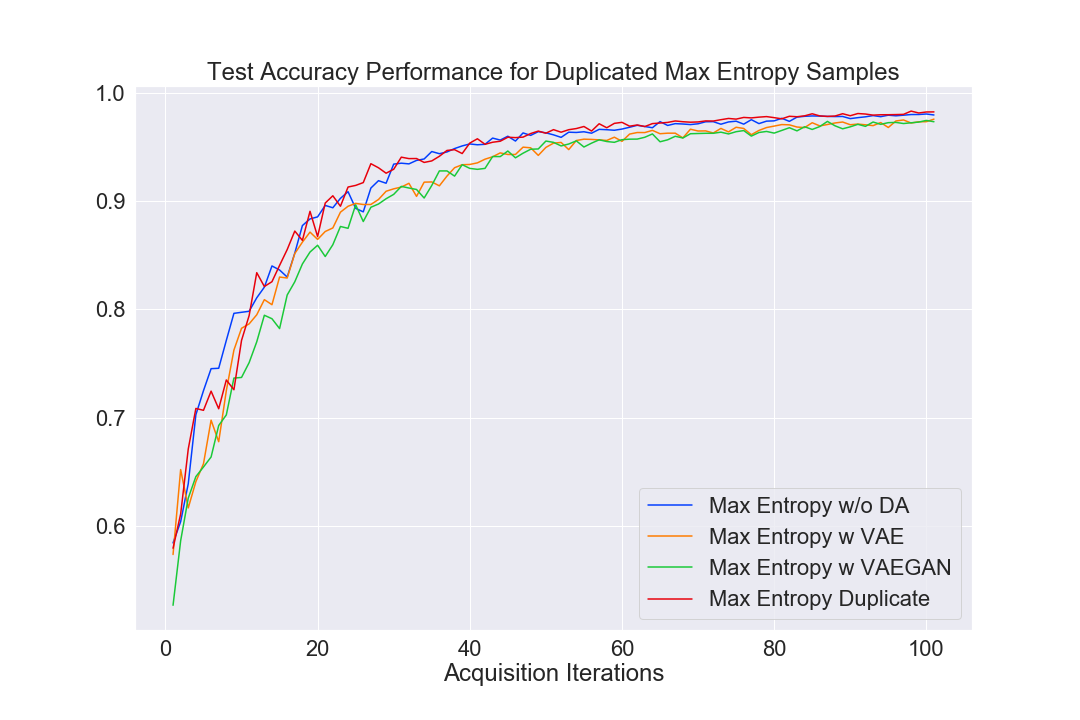 Test Accuracy Performance for Duplicated Max Entropy Samples
1.0
0.9
0.8
0.7
0.6
Max Entropy w/o DA
Max Entropy w VAE
Max Entropy w VAEGAN
Max Entropy Duplicate
0 20 40 60 80 100
Acquisition Iterations